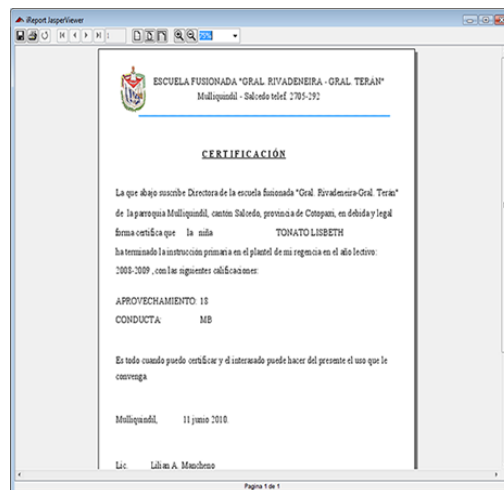 iReport JasperViewer
75%
ESCUELA FUSIONADA "GRAL. RIVADENEIRA - GRAL. TERÁN"
Mulliquindil - Salcedo telef. 2705-292
CERTIFICACIÓN
La que abajo suscribe Directora de la escuela fusionada "Gral. Rivadeneira-Gral. Terán"
de la parroquia Mulliquindil, cantón Salcedo, provincia de Cotopaxi, en debida y legal
forma certifica que la niña TONATO LISBETH
ha terminado la instrucción primaria en el plantel de mi regencia en el año lectivo:
2008-2009 , con las siguientes calificaciones:
APROVECHAMIENTO: 18
CONDUCTA: MB
Es todo cuando puedo certificar y el interasado puede hacer del presente el uso que le
convenga
Mulliquindil, 11 junio 2010.
Lic. Lilian A. Mancheno
Pagina 1 de 1